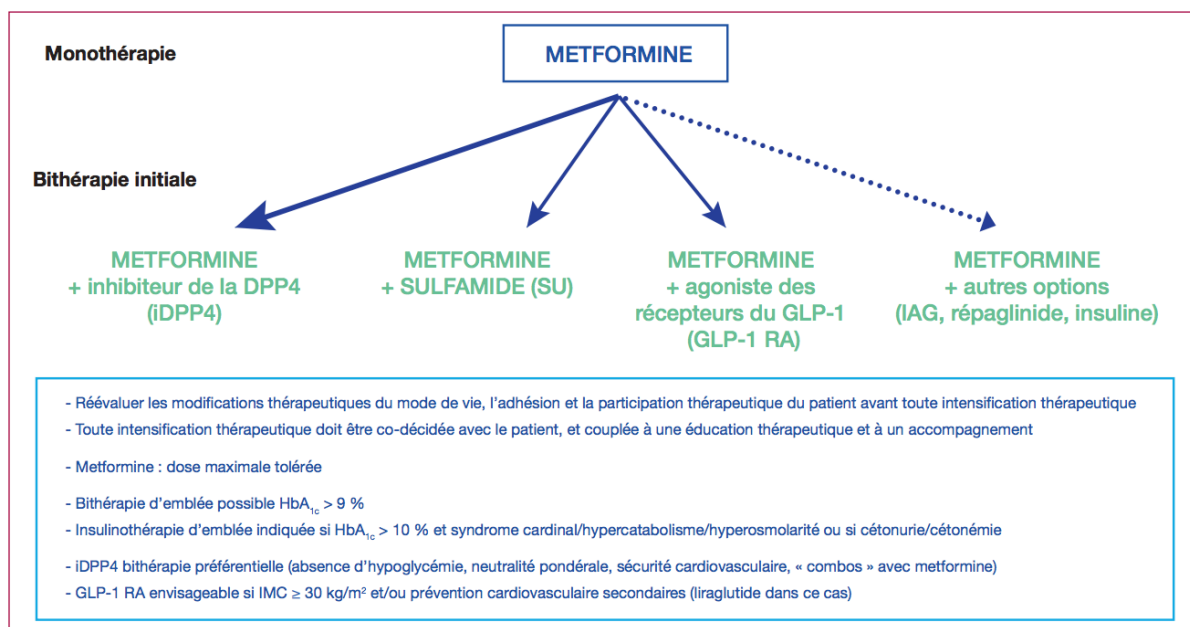 Monothérapie
METFORMINE
Bithérapie initiale
METFORMINE
+ inhibiteur de la DPP4
(iDPP4)
METFORMINE
+ SULFAMIDE (SU)
METFORMINE
+ agoniste des
récepteurs du GLP-1
(GLP-1 RA)
METFORMINE
+ autres options
(IAG, répaglinide, insuline)
- Réévaluer les modifications thérapeutiques du mode de vie, l’adhésion et la participation thérapeutique du patient avant toute intensification thérapeutique
- Toute intensification thérapeutique doit être co-décidée avec le patient, et couplée à une éducation thérapeutique et à un accompagnement
- Metformine : dose maximale tolérée
- Bithérapie d’emblée possible HbA1c > 9 %
- Insulinothérapie d’emblée indiquée si HbA1c > 10 % et syndrome cardinal/hypercatabolisme/hyperosmolarité ou si cétonurie/cétonémie
- iDPP4 bithérapie préférentielle (absence d’hypoglycémie, neutralité pondérale, sécurité cardiovasculaire, « combos » avec metformine)
- GLP-1 RA envisageable si IMC ≥ 30 kg/m² et/ou prévention cardiovasculaire secondaires (liraglutide dans ce cas)